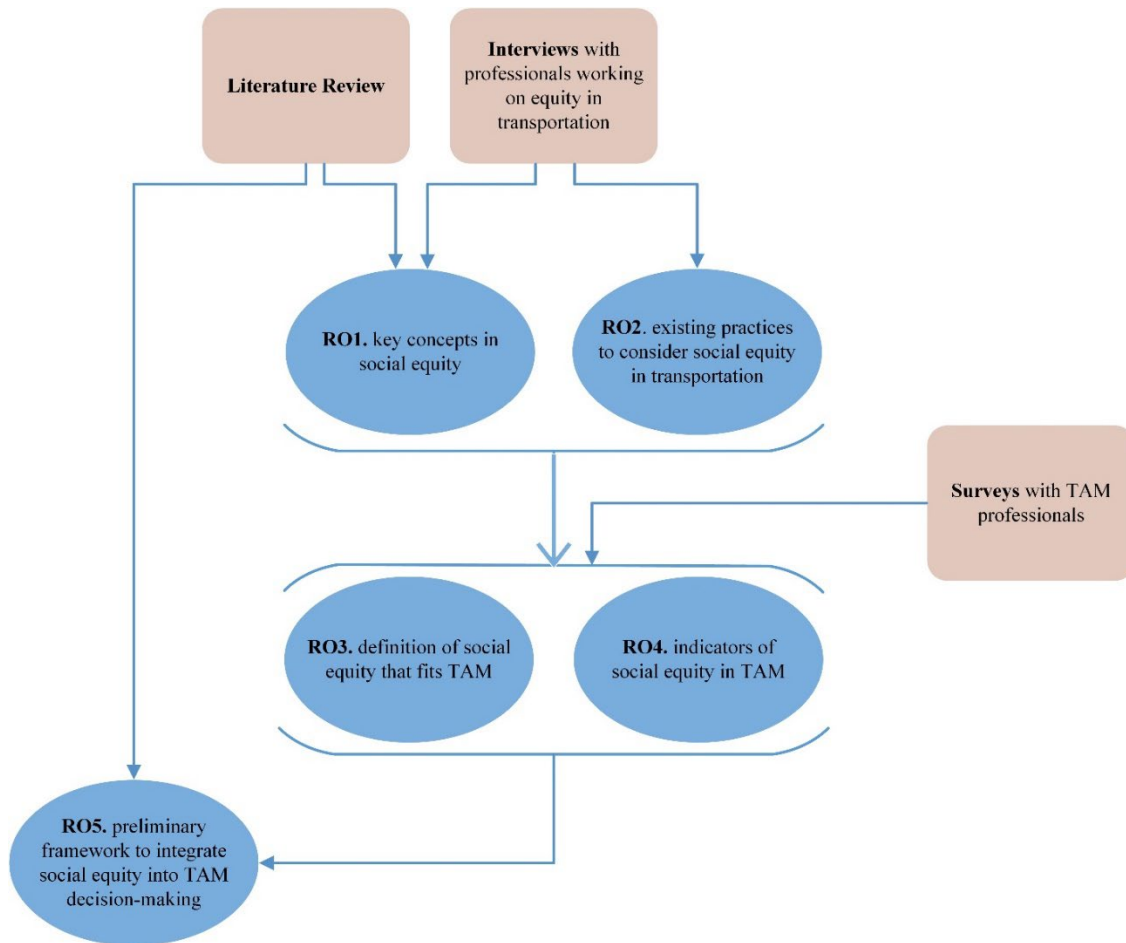 Literature Review
Interviews with
professionals working
on equity in
transportation
RO1. key concepts in
social equity
RO2. existing practices
to consider social equity
in transportation
Surveys with TAM
professionals
RO3. definition of social
equity that fits TAM
RO4. indicators of
social equity in TAM
RO5. preliminary
framework to integrate
social equity into TAM
decision-making